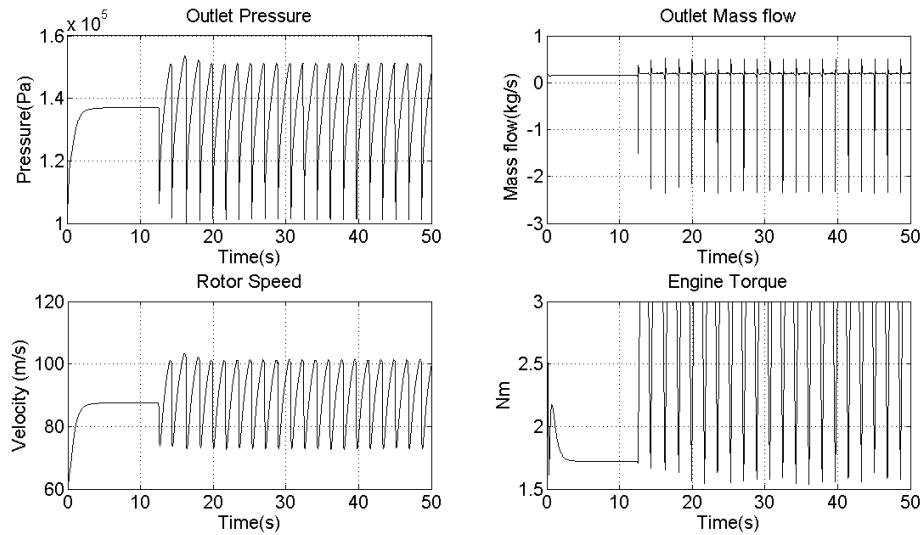 Outlet Pressure
x 10^5
1.6
1.4
1.2
1
Pressure(Pa)
0 10 20 30 40 50
Time(s)
Outlet Mass flow
1
0
-1
-2
-3
Mass flow(kg/s)
0 10 20 30 40 50
Time(s)
Rotor Speed
120
100
80
60
Velocity (m/s)
0 10 20 30 40 50
Time(s)
Engine Torque
3
2.5
2
1.5
Nm
0 10 20 30 40 50
Time(s)